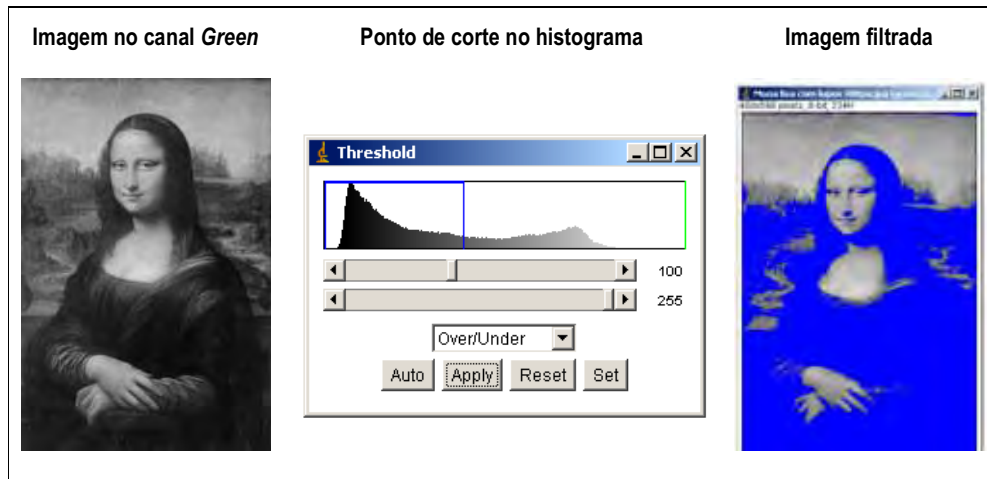 Imagem no canal Green
Ponto de corte no histograma
Imagem filtrada
Threshold
100
255
Over/Under
Auto Apply Reset Set